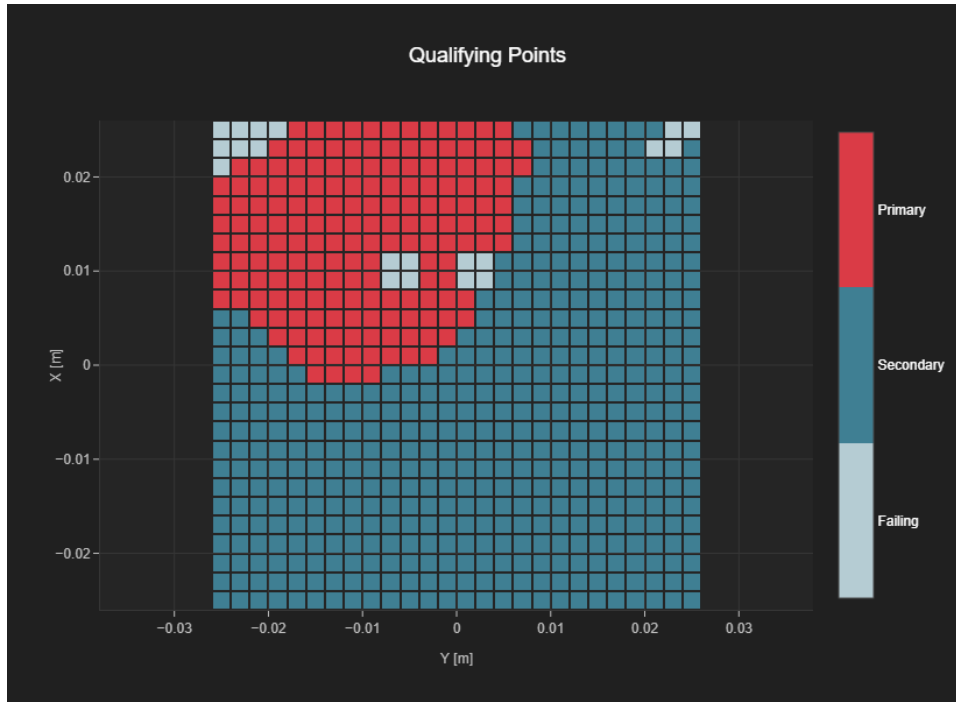 Qualifying Points
0.02
0.01
0
−0.01
−0.02
X [m]
−0.03
−0.02
−0.01
0
0.01
0.02
0.03
Y [m]
Primary
Secondary
Failing